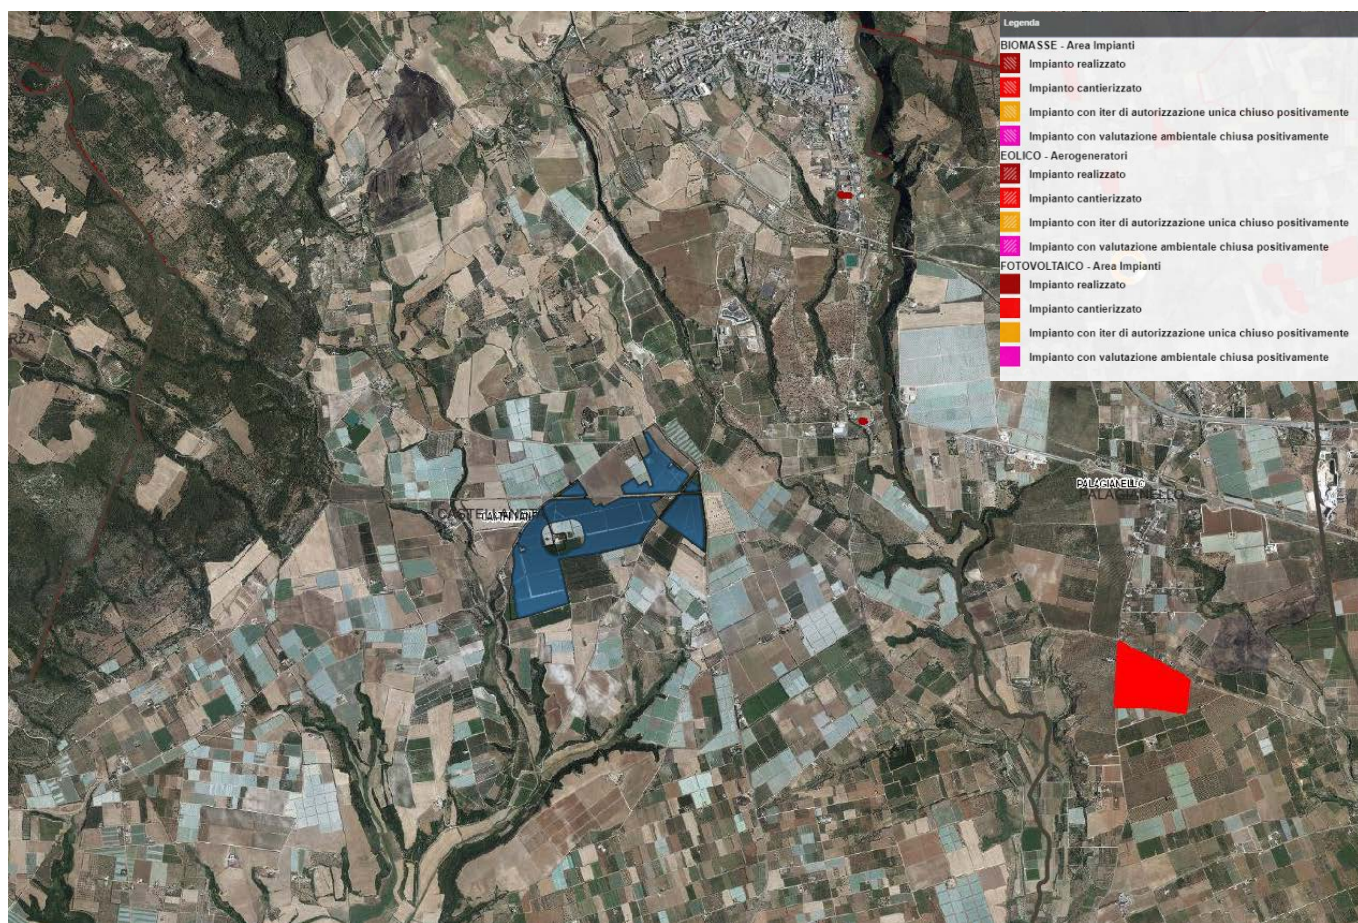 Legenda
BIOMASSE - Area Impianti
Impianto realizzato
Impianto cantierizzato
Impianto con iter di autorizzazione unica chiuso positivamente
Impianto con valutazione ambientale chiusa positivamente
EOLICO - Aerogeneratori
Impianto realizzato
Impianto cantierizzato
Impianto con iter di autorizzazione unica chiuso positivamente
Impianto con valutazione ambientale chiusa positivamente
FOTOVOLTAICO - Area Impianti
Impianto realizzato
Impianto cantierizzato
Impianto con iter di autorizzazione unica chiuso positivamente
Impianto con valutazione ambientale chiusa positivamente
RZA
PALAGIANELLO
PALAGIANELLO